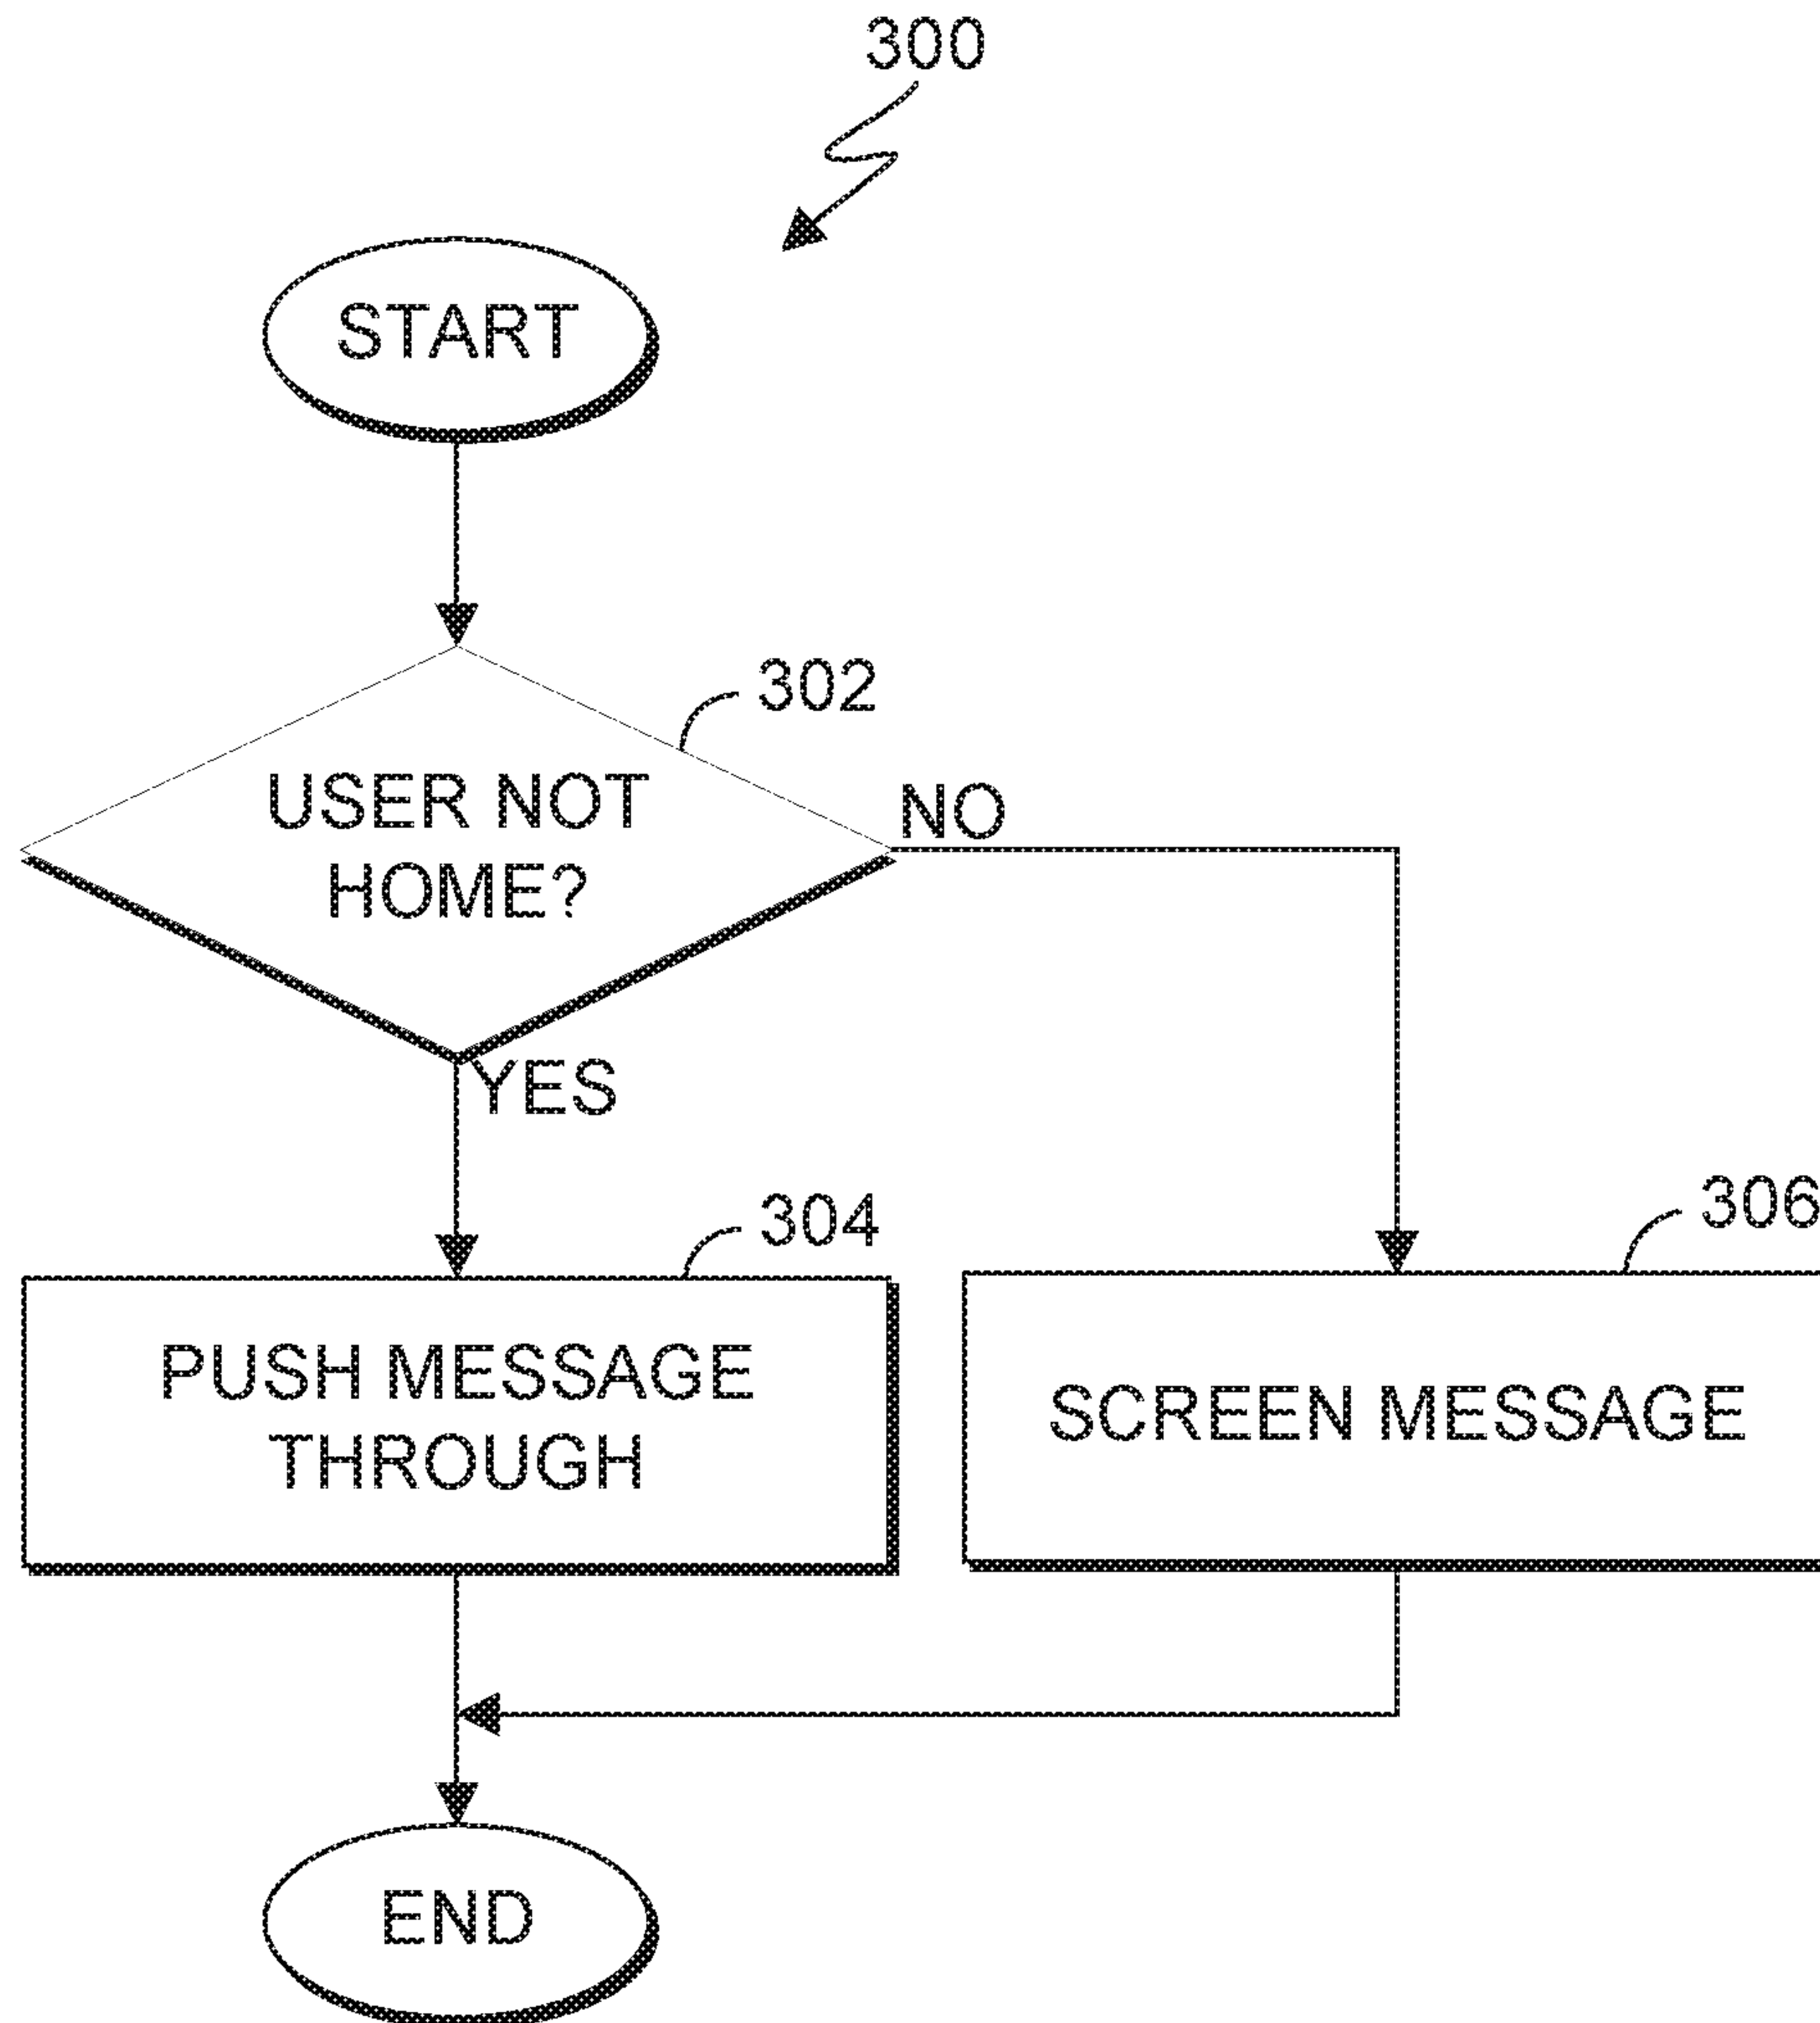 300
START
302
USER NOT
HOME?
NO
YES
304
306
PUSH MESSAGE
THROUGH
SCREEN MESSAGE
END